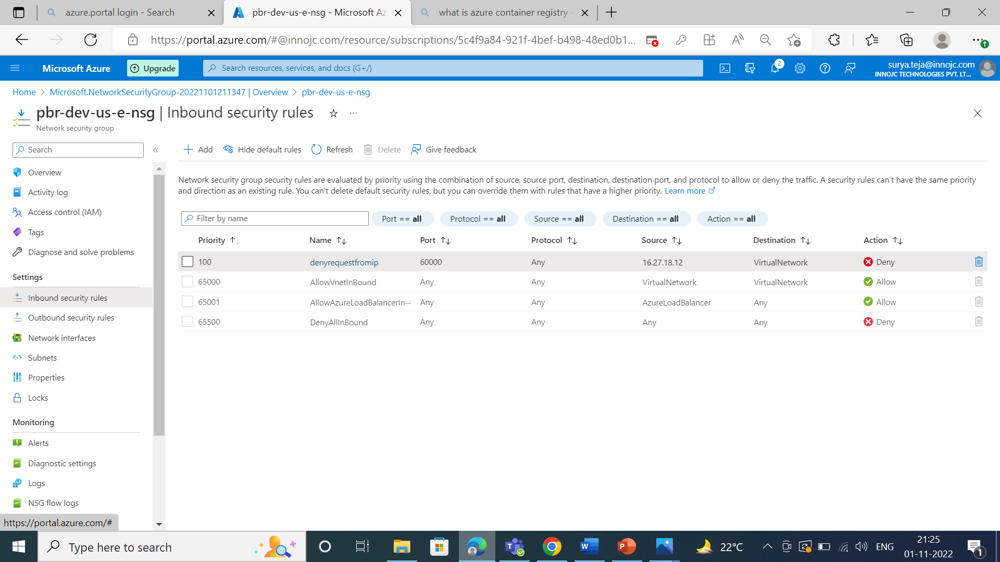 azure.portal login - Search
pbr-dev-us-e-nsg - Microsoft Az
what is azure container registry -
https://portal.azure.com/#@innojc.com/resource/subscriptions/5c4f9a84-921f-4bef-b498-48ed0b1...
Microsoft Azure
Upgrade
Search resources, services, and docs (G+/)
2
surya.teja@innojc.com
INNOJC TECHNOLOGIES PVT. LT...
Home > Microsoft.NetworkSecurityGroup-20221101211347 | Overview > pbr-dev-us-e-nsg
pbr-dev-us-e-nsg | Inbound security rules
Network security group
Search
Overview
Activity log
Access control (IAM)
Tags
Diagnose and solve problems
Settings
Inbound security rules
Outbound security rules
Network interfaces
Subnets
Properties
Locks
Monitoring
Alerts
Diagnostic settings
Logs
NSG flow logs
https://portal.azure.com/#
Add Hide default rules Refresh Delete Give feedback
Network security group security rules are evaluated by priority using the combination of source, source port, destination, destination port, and protocol to allow or deny the traffic. A security rules can't have the same priority
and direction as an existing rule. You can't delete default security rules, but you can override them with rules that have a higher priority. Learn more
Filter by name Port == all Protocol == all Source == all Destination == all Action == all
Priority Name Port Protocol Source Destination Action
100 denyrequestfromip 60000 Any 16.27.18.12 VirtualNetwork Deny
65000 AllowVnetInBound Any Any VirtualNetwork VirtualNetwork Allow
65001 AllowAzureLoadBalancerIn··· Any Any AzureLoadBalancer Any Allow
65500 DenyAllInBound Any Any Any Any Deny
Type here to search
22°C
ENG
21:25
01-11-2022
1